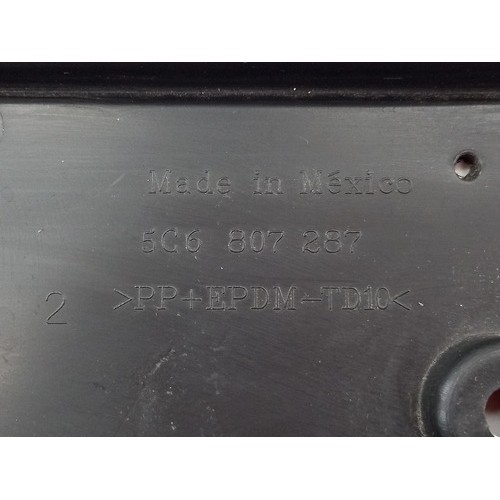 Made in México
5C6 807 287
2 >PP+EPDM-TD10<